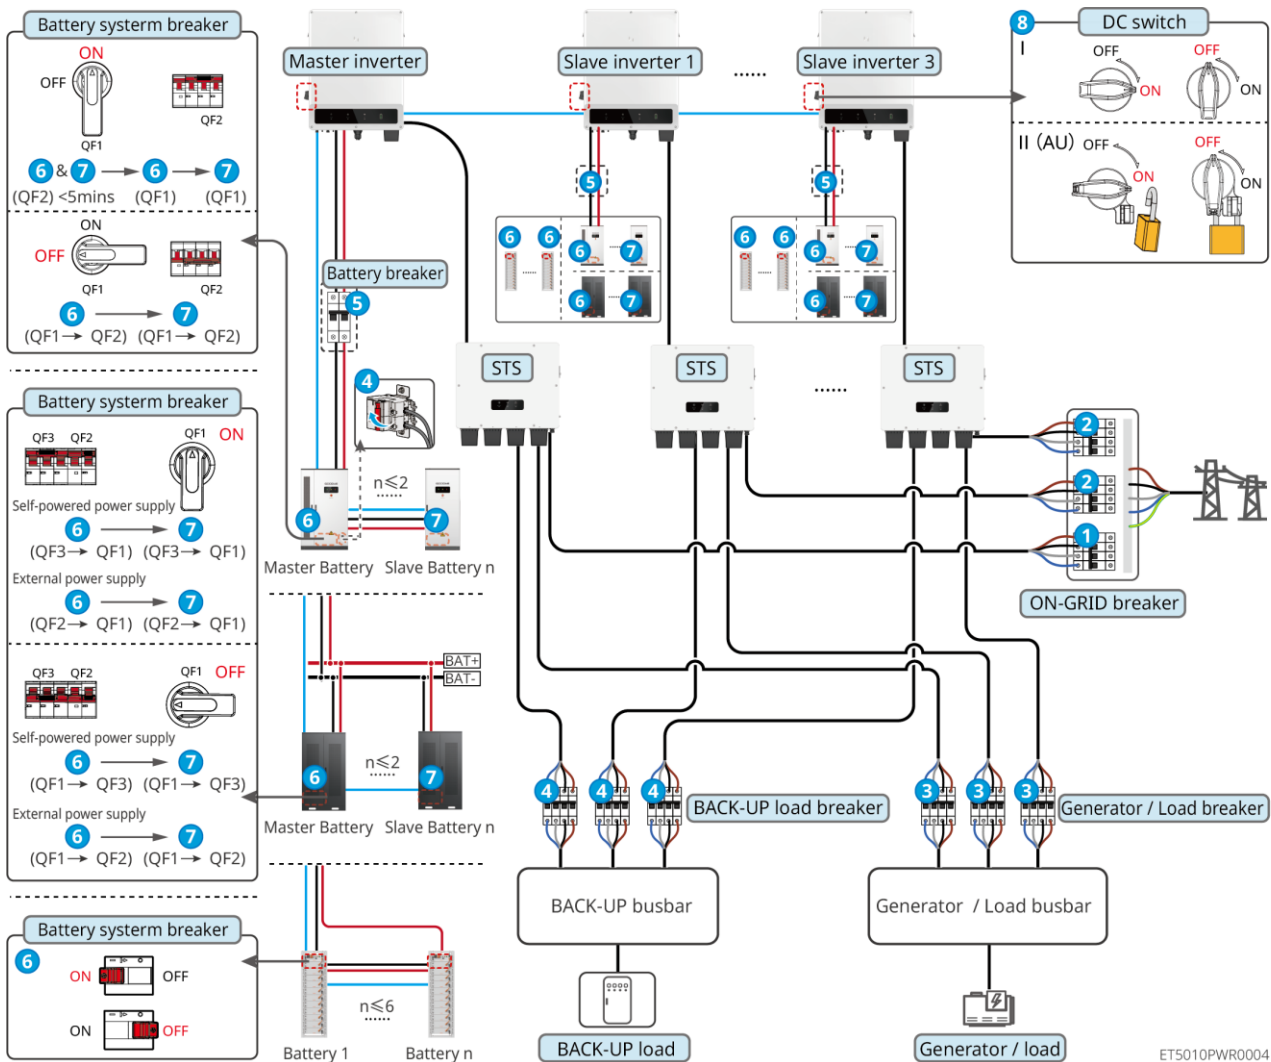 Battery systerm breaker
ON
OFF
QF1
QF2
6 & 7 → 6 → 7
(QF2) <5mins (QF1) (QF1)
ON
OFF
QF1
QF2
6 → 7
(QF1→ QF2) (QF1→ QF2)
Battery systerm breaker
QF3 QF2
QF1 ON
Self-powered power supply
6 → 7
(QF3→ QF1) (QF3→ QF1)
External power supply
6 → 7
(QF2→ QF1) (QF2→ QF1)
QF3 QF2
QF1 OFF
Self-powered power supply
6 → 7
(QF1→ QF3) (QF1→ QF3)
External power supply
6 → 7
(QF1→ QF2) (QF1→ QF2)
Battery systerm breaker
6
ON OFF
ON OFF
Master inverter
Slave inverter 1
......
Slave inverter 3
8
DC switch
I
OFF
ON
OFF
ON
II (AU)
OFF
ON
OFF
ON
5
5
6 6 6 7
6 7
6 6 6 7
6 7
Battery breaker
5
4
STS
STS
......
STS
n≤2
......
6
7
Master Battery Slave Battery n
2
2
1
ON-GRID breaker
BAT+
BAT-
n≤2
......
6
7
Master Battery Slave Battery n
4 4 4
BACK-UP load breaker
3 3 3
Generator / Load breaker
BACK-UP busbar
Generator / Load busbar
n≤6
......
Battery 1 Battery n
BACK-UP load
Generator / load
ET5010PWR0004